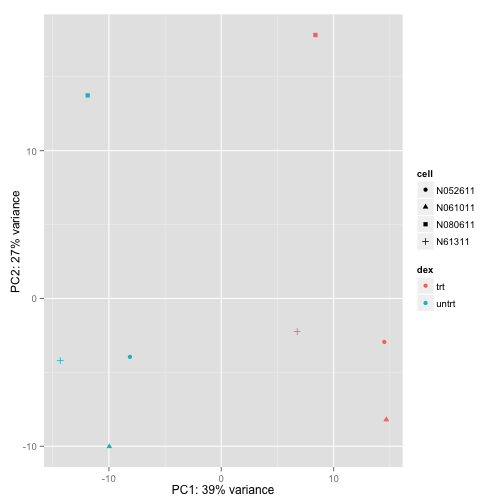 10
0
-10
PC2: 27% variance
-10
0
10
PC1: 39% variance
cell
N052611
N061011
N080611
N61311
dex
trt
untrt